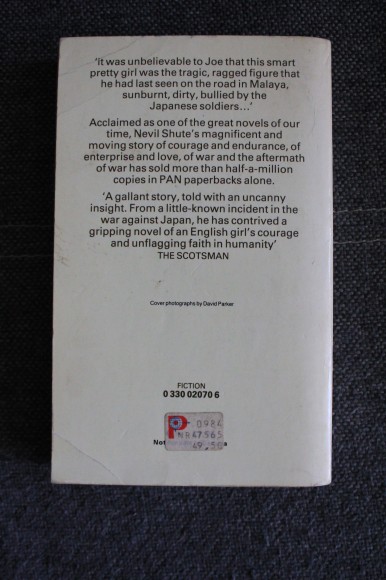 ‘it was unbelievable to Joe that this smart
pretty girl was the tragic, ragged figure that
he had last seen on the road in Malaya,
sunburnt, dirty, bullied by the
Japanese soldiers...’
Acclaimed as one of the great novels of our
time, Nevil Shute’s magnificent and
moving story of courage and endurance, of
enterprise and love, of war and the aftermath
of war has sold more than half-a-million
copies in PAN paperbacks alone.
‘A gallant story, told with an uncanny
insight. From a little-known incident in the
war against Japan, he has contrived a
gripping novel of an English girl’s courage
and unflagging faith in humanity’
THE SCOTSMAN
Cover photographs by David Parker
FICTION
0 330 02070 6
P 0984
NR47565
Not